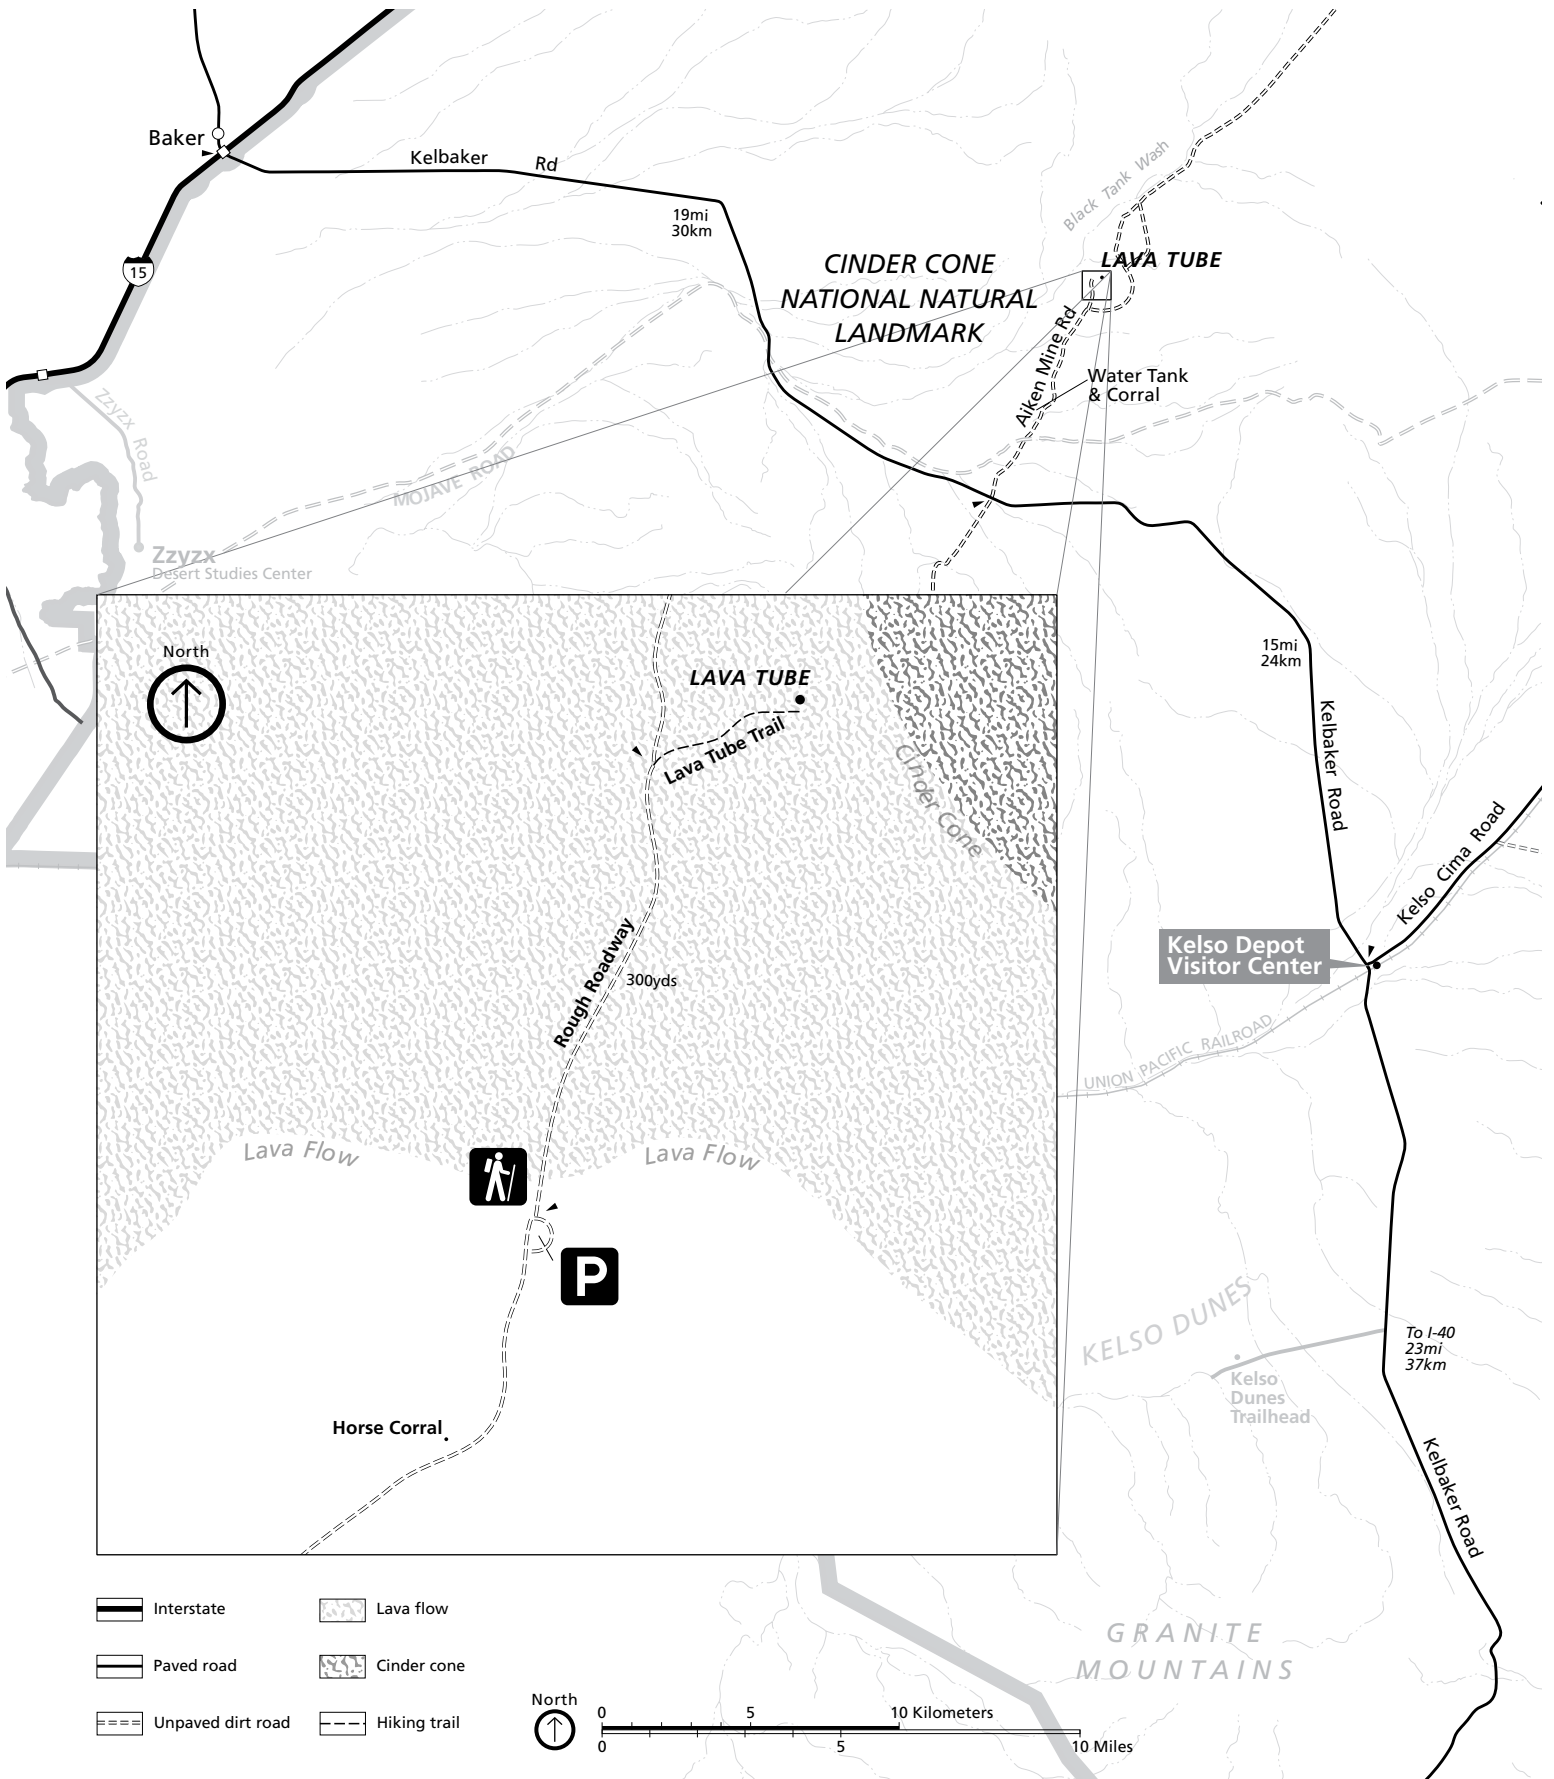 Baker
Kelbaker Rd
19mi
30km
15
Black Tank Wash
LAVA TUBE
CINDER CONE
NATIONAL NATURAL
LANDMARK
Aiken Mine Rd
Water Tank
& Corral
Zzyzx Road
MOJAVE ROAD
Zzyzx
Desert Studies Center
North
LAVA TUBE
Lava Tube Trail
Cinder Cone
15mi
24km
Kelbaker Road
Kelso Cima Road
Rough Roadway
300yds
Kelso Depot
Visitor Center
UNION PACIFIC RAILROAD
Lava Flow
Lava Flow
P
KELSO DUNES
To I-40
23mi
37km
Kelso
Dunes
Trailhead
Horse Corral
Kelbaker Road
GRANITE
MOUNTAINS
Interstate
Lava flow
Paved road
Cinder cone
Unpaved dirt road
Hiking trail
North
0 5 10 Kilometers
0 5 10 Miles